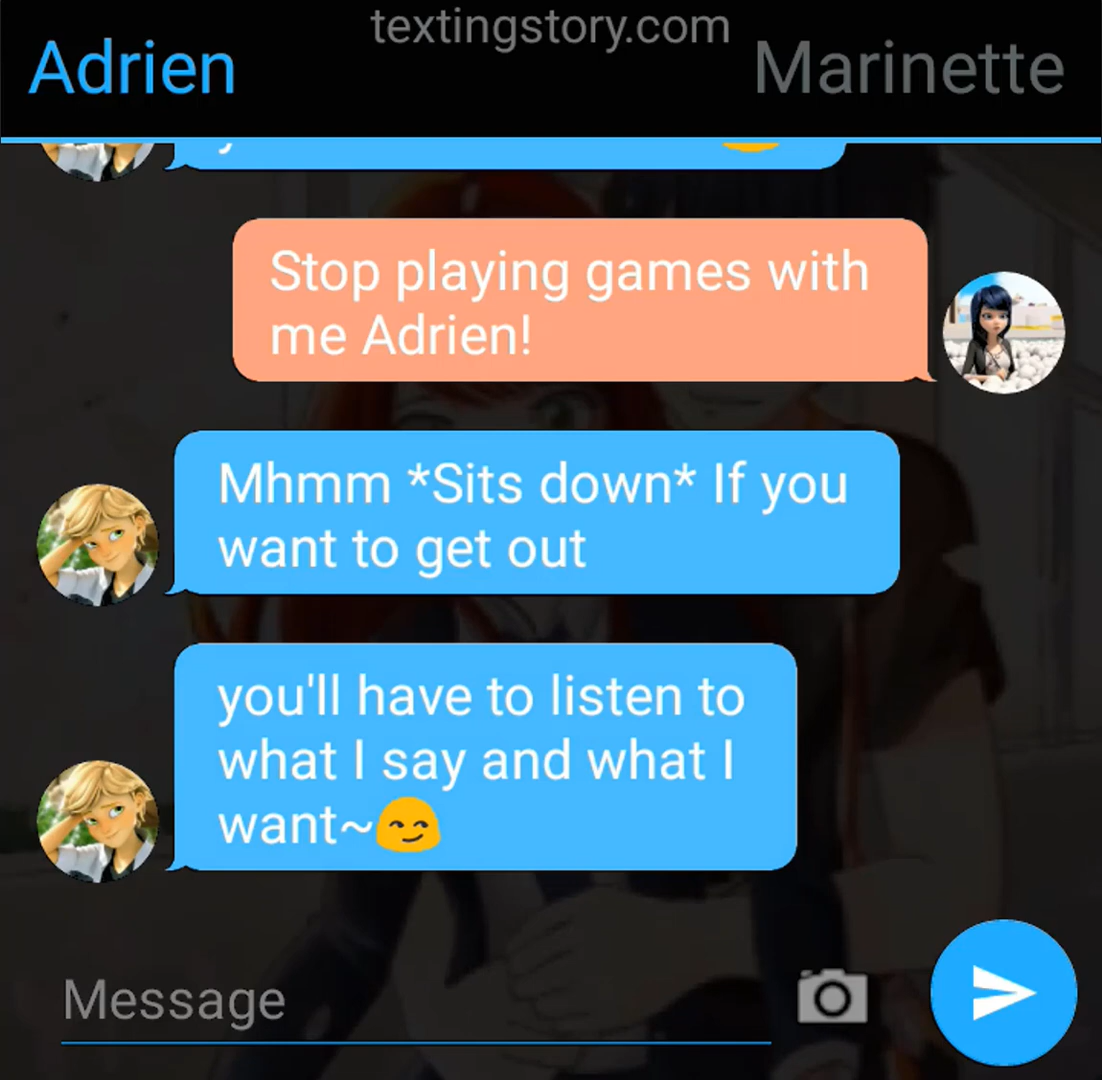 textingstory.com
Adrien
Marinette
Stop playing games with
me Adrien!
Mhmm *Sits down* If you
want to get out
you'll have to listen to
what I say and what I
want~😏
Message